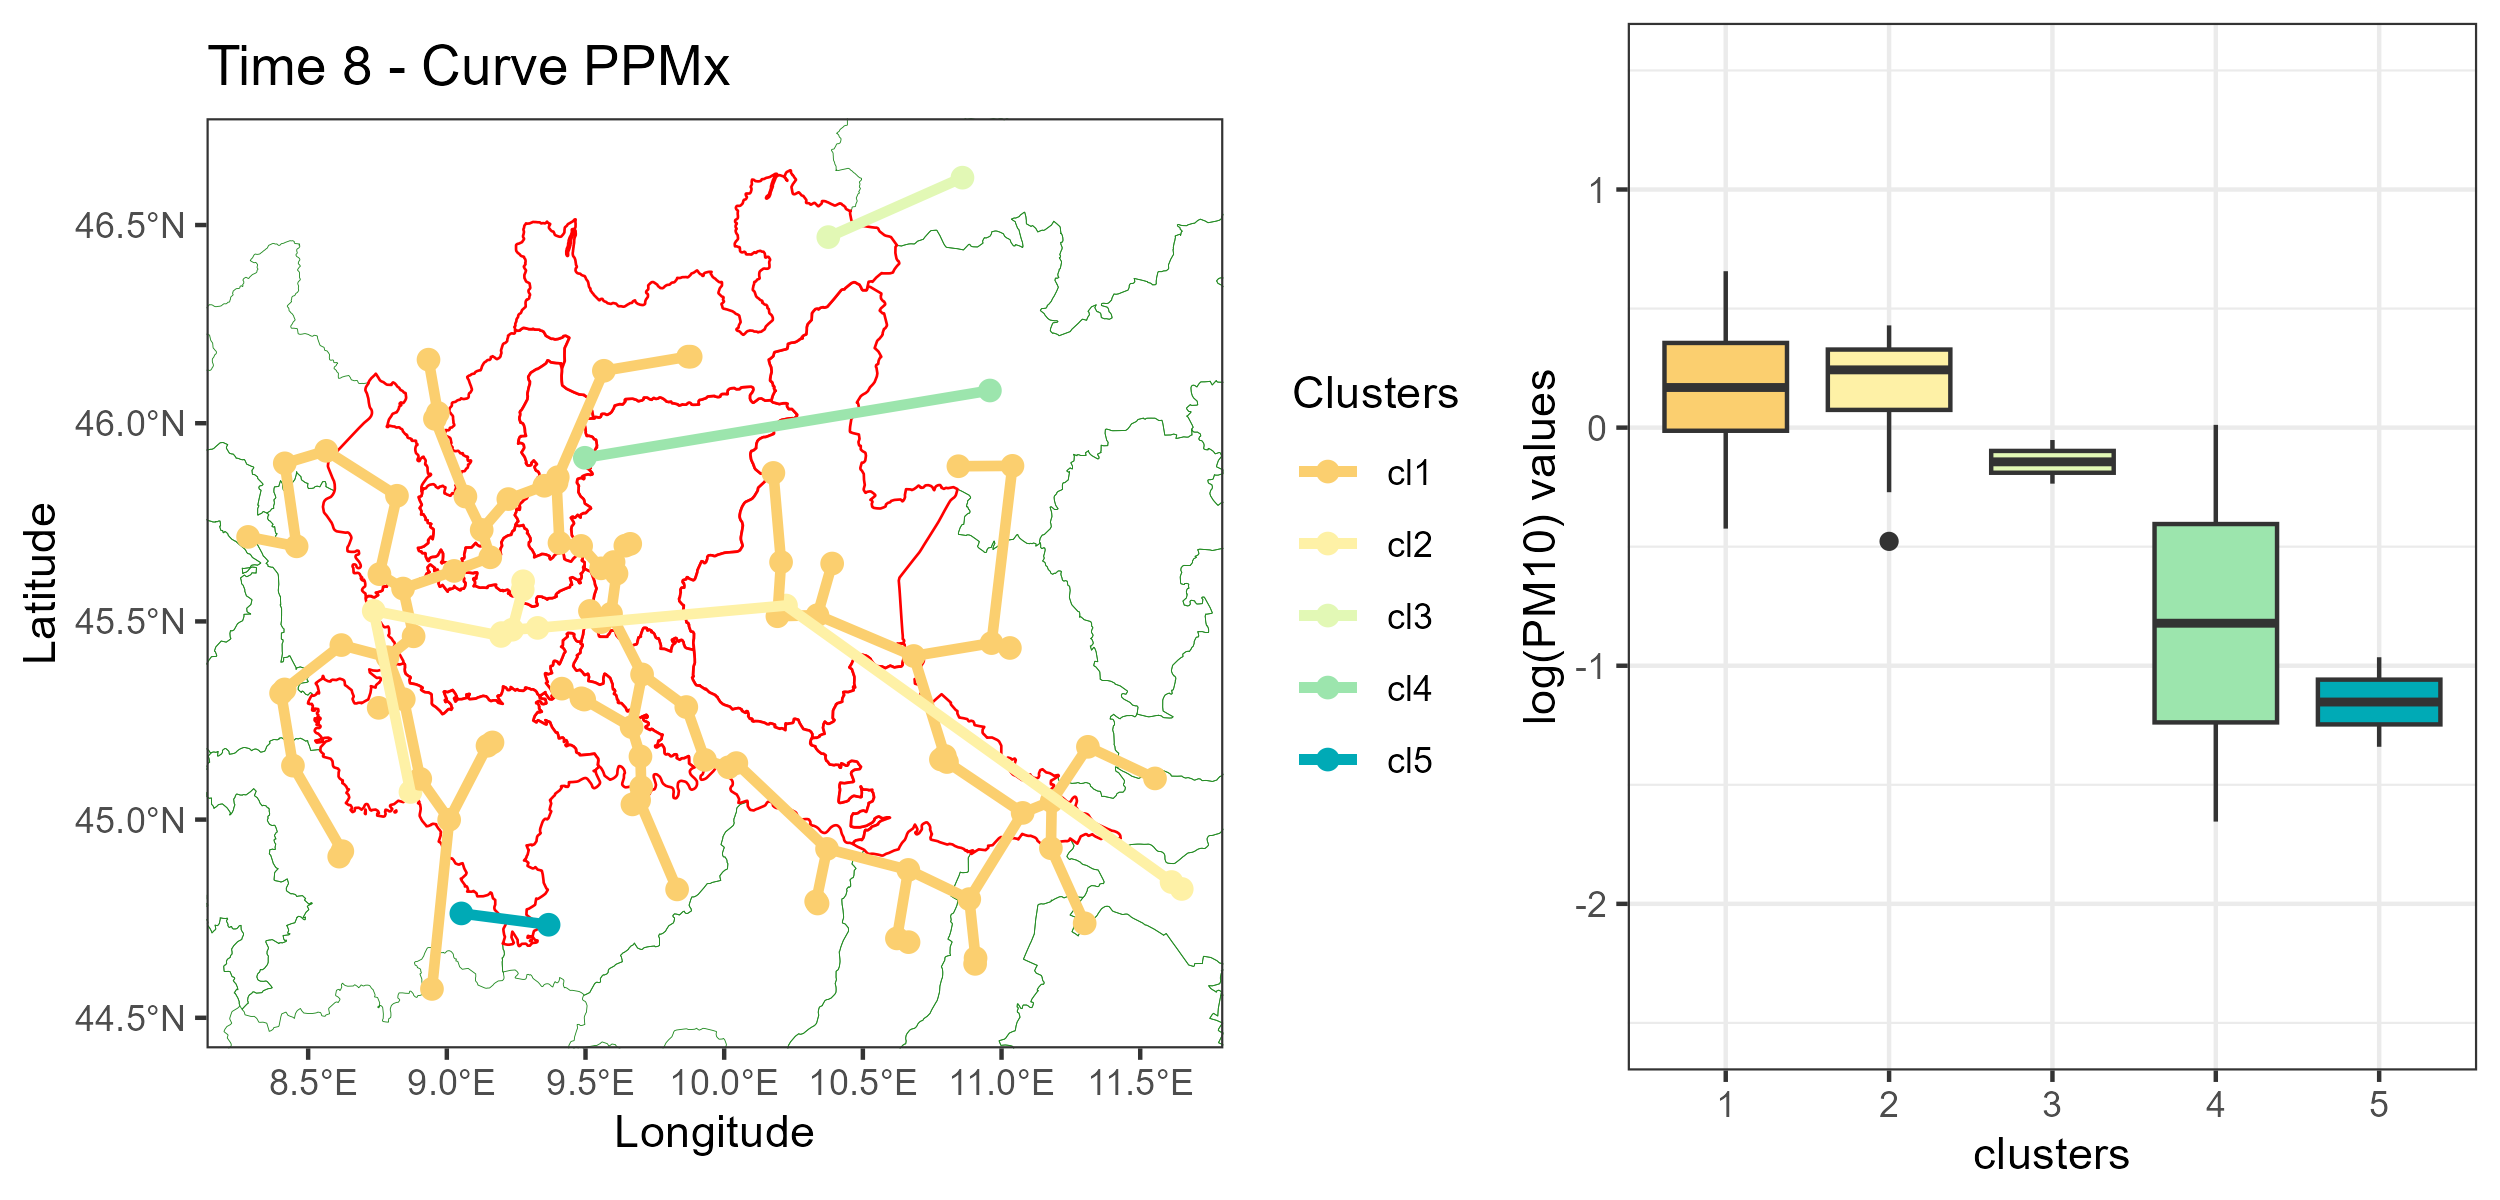 Time 8 - Curve PPMx
Latitude
46.5°N
46.0°N
45.5°N
45.0°N
44.5°N
8.5°E 9.0°E 9.5°E 10.0°E 10.5°E 11.0°E 11.5°E
Longitude
Clusters
cl1
cl2
cl3
cl4
cl5
log(PM10) values
1
0
-1
-2
1 2 3 4 5
clusters